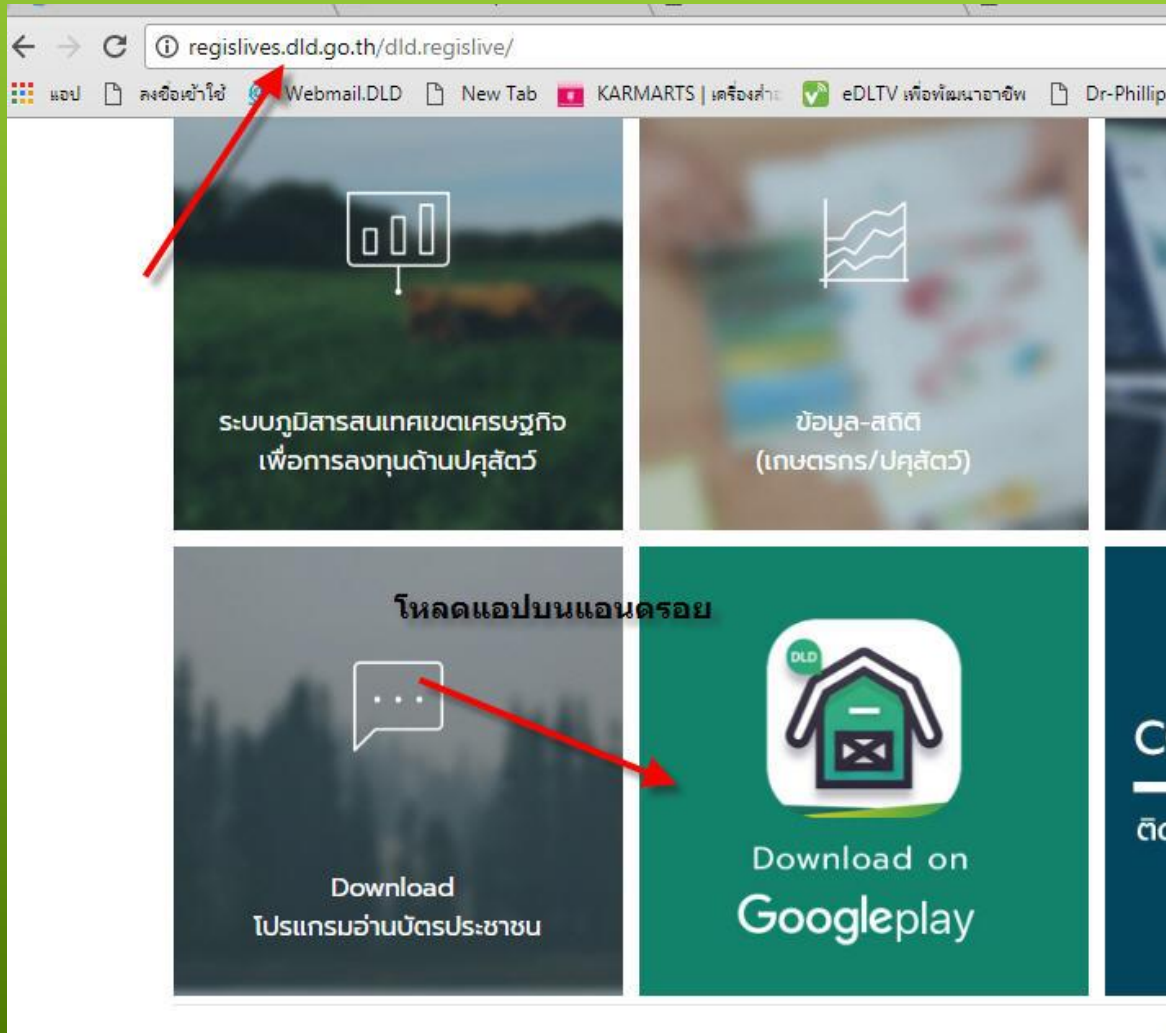 regislives.dld.go.th/dld.regislive/
แอป ลงชื่อเข้าใช้ Webmail.DLD New Tab KARMARTS | เครื่องสำอ eDLTV เพื่อพัฒนาอาชีพ Dr-Phillip
ระบบภูมิสารสนเทศเขตเศรษฐกิจ
เพื่อการลงทุนด้านปศุสัตว์
ข้อมูล-สถิติ
(เกษตรกร/ปศุสัตว์)
โหลดแอปบนแอนดรอย
DLD
Download
โปรแกรมอ่านบัตรประชาชน
Download on
Googleplay
C
ติด